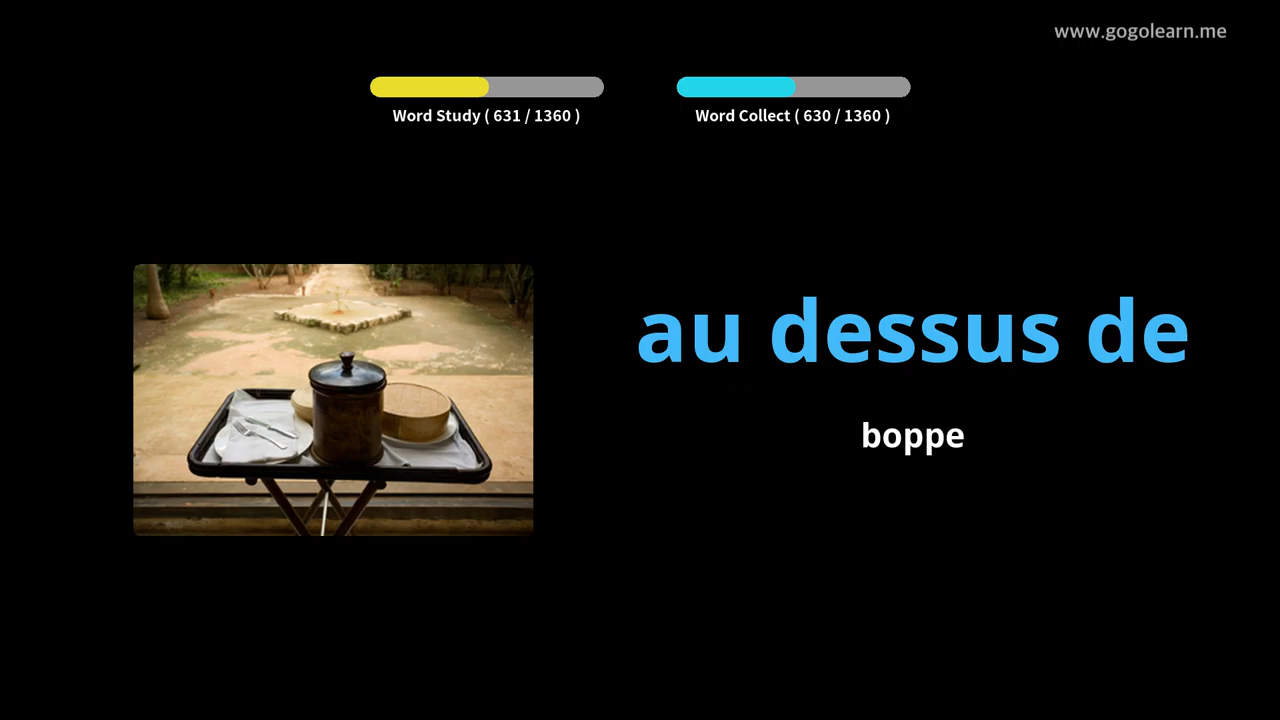 www.gogolearn.me
Word Study ( 631 / 1360 )
Word Collect ( 630 / 1360 )
au dessus de
boppe